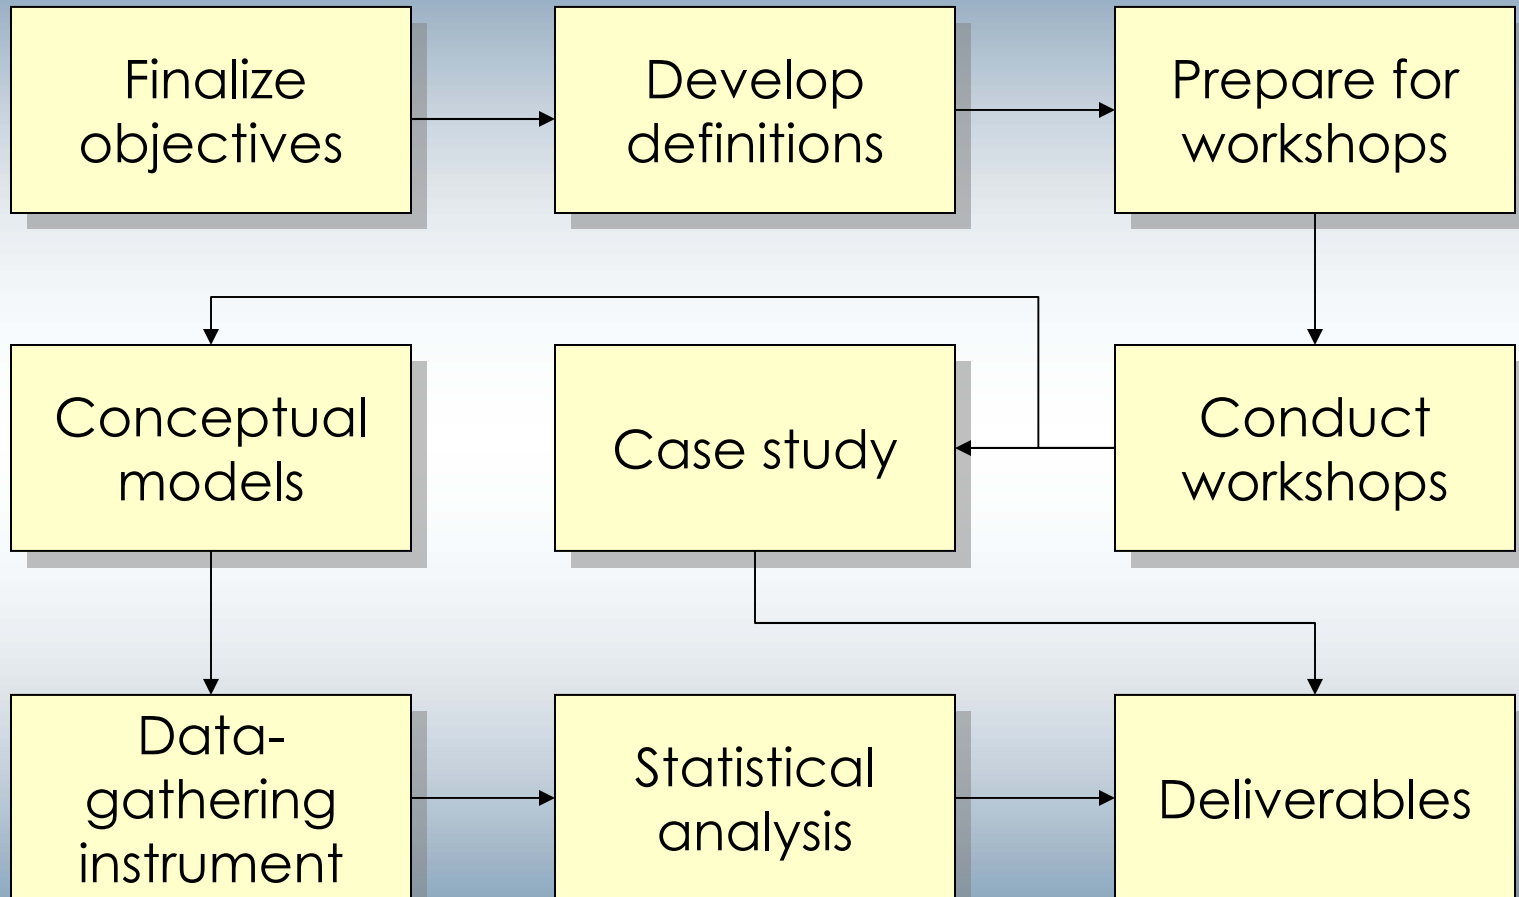 Finalize
objectives
Develop
definitions
Prepare for
workshops
Conceptual
models
Case study
Conduct
workshops
Data-
gathering
instrument
Statistical
analysis
Deliverables